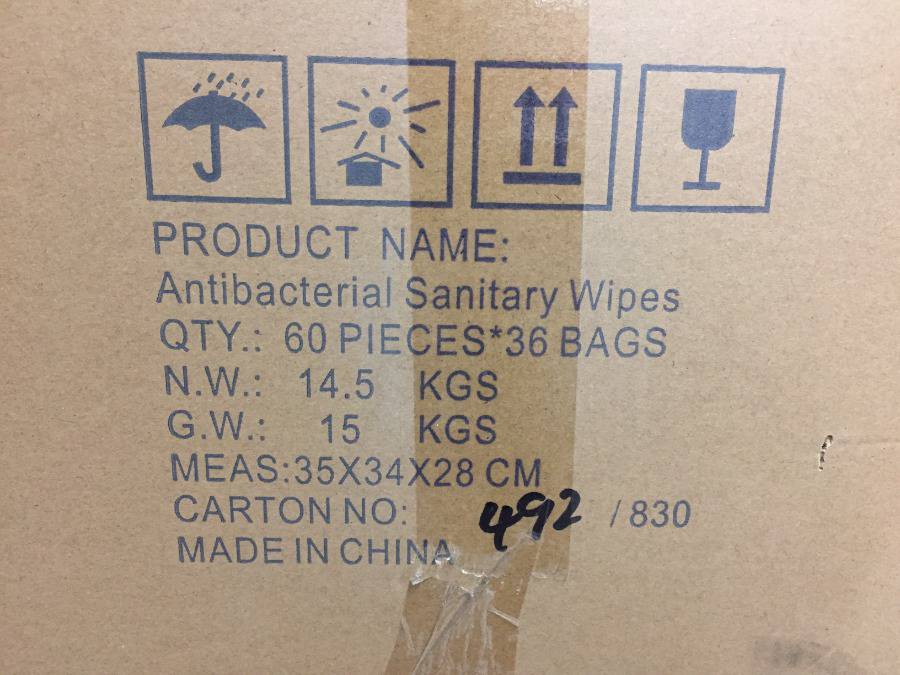 PRODUCT NAME:
Antibacterial Sanitary Wipes
QTY.: 60 PIECES*36 BAGS
N.W.: 14.5 KGS
G.W.: 15 KGS
MEAS:35X34X28 CM
CARTON NO: 492 / 830
MADE IN CHINA